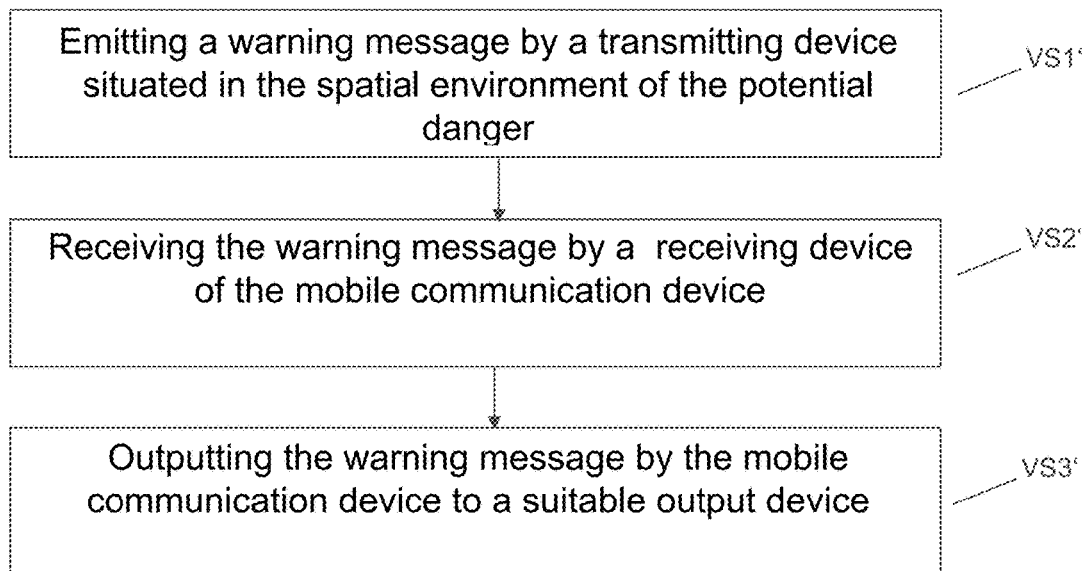 Emitting a warning message by a transmitting device
situated in the spatial environment of the potential
danger
VS1'
Receiving the warning message by a receiving device
of the mobile communication device
VS2'
Outputting the warning message by the mobile
communication device to a suitable output device
VS3'